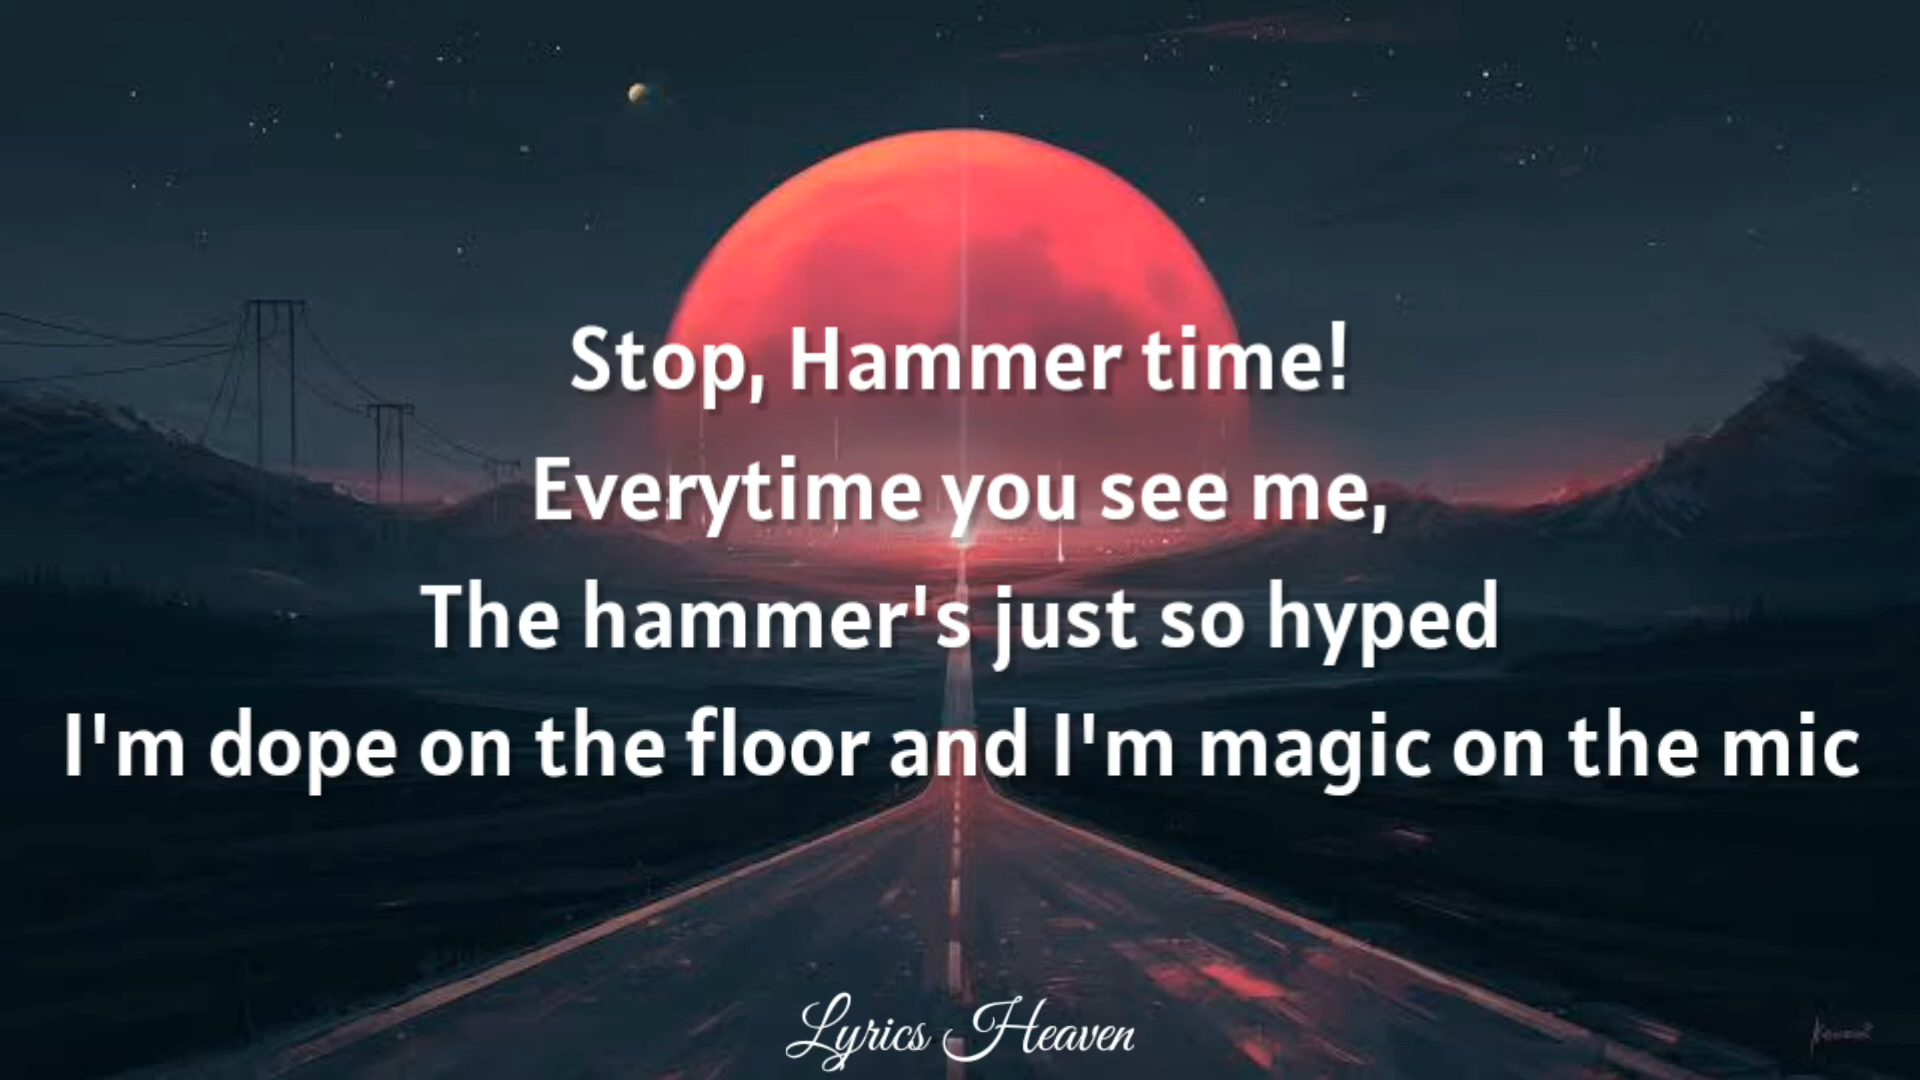 Stop, Hammer time!
Everytime you see me,
The hammer's just so hyped
I'm dope on the floor and I'm magic on the mic
Lyrics Heaven